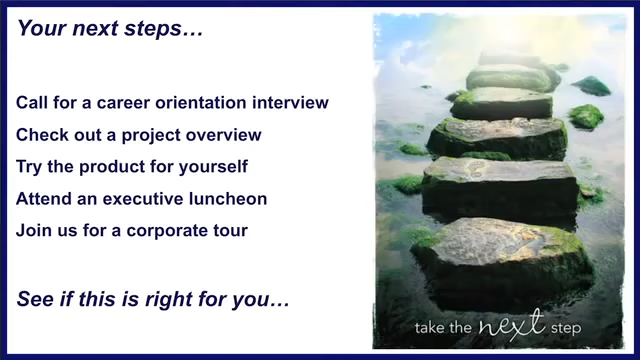 Your next steps…
Call for a career orientation interview
Check out a project overview
Try the product for yourself
Attend an executive luncheon
Join us for a corporate tour
See if this is right for you…
take the next step